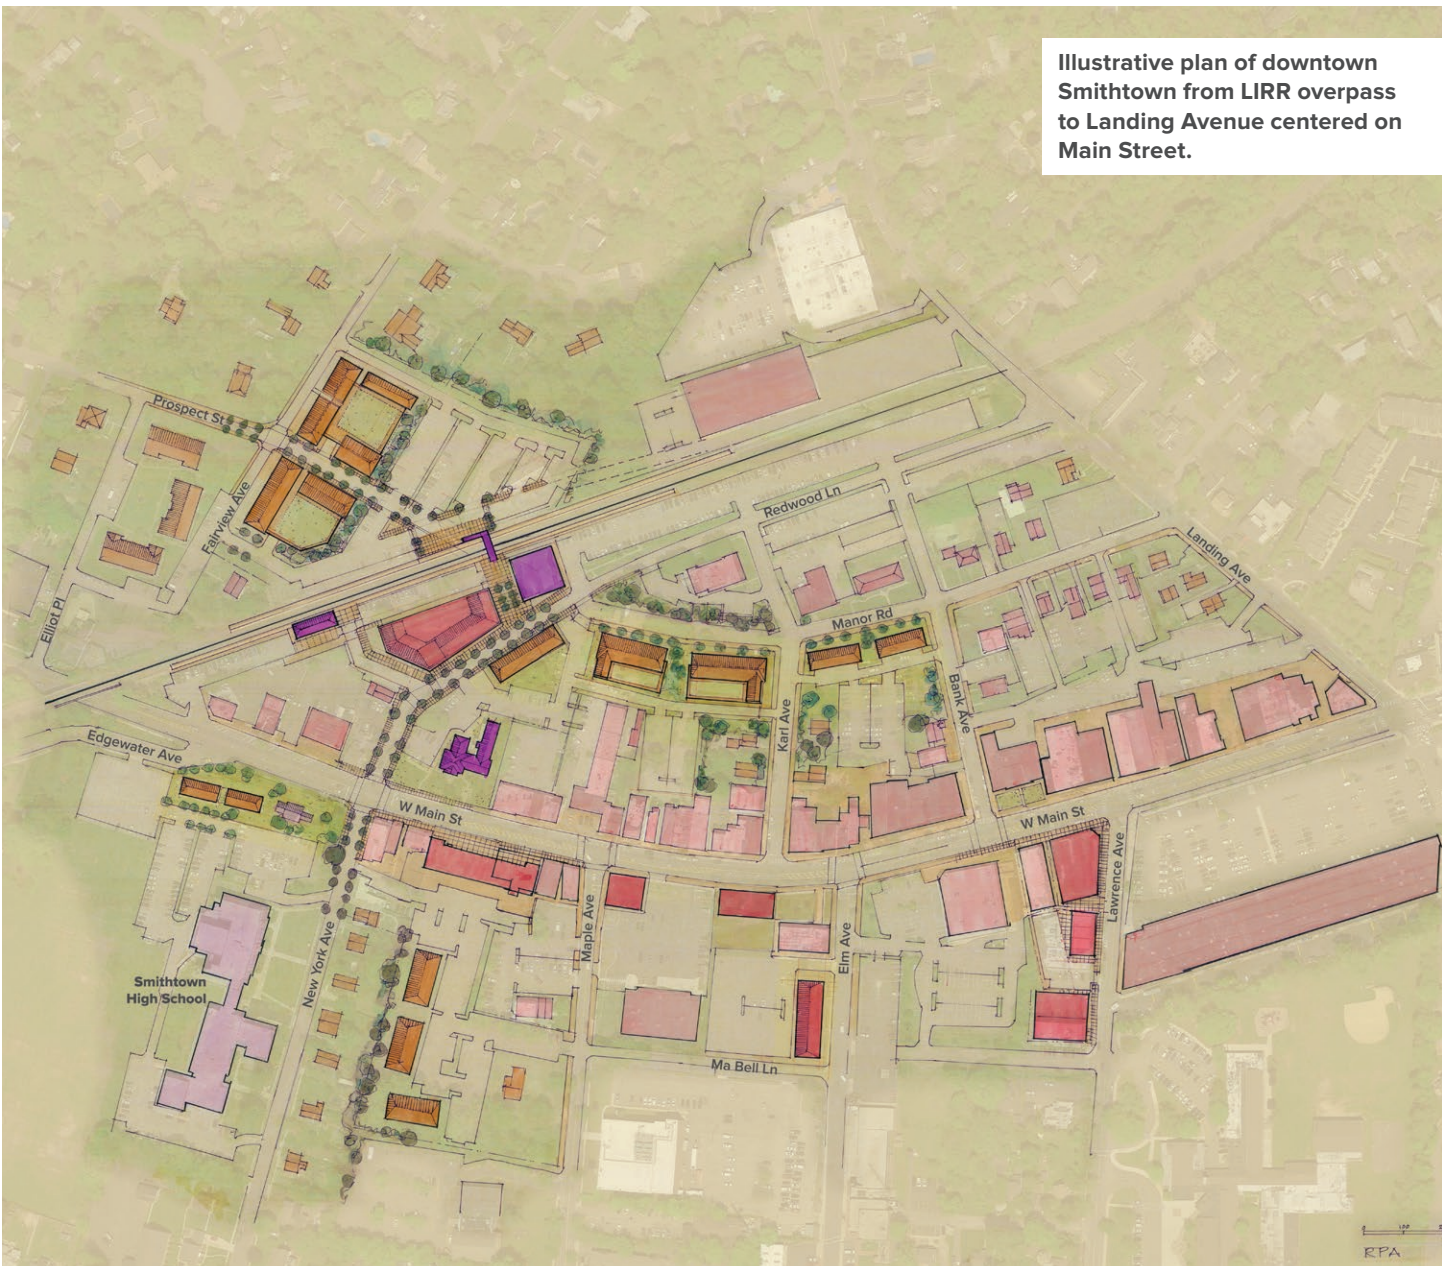 Illustrative plan of downtown
Smithtown from LIRR overpass
to Landing Avenue centered on
Main Street.
Prospect St
Fairview Ave
Redwood Ln
Landing Ave
Elliot Pl
Manor Rd
Bank Ave
Karl Ave
Edgewater Ave
W Main St
W Main St
Lawrence Ave
Maple Ave
Elm Ave
New York Ave
Smithtown
High School
Ma Bell Ln
0 100
RPA